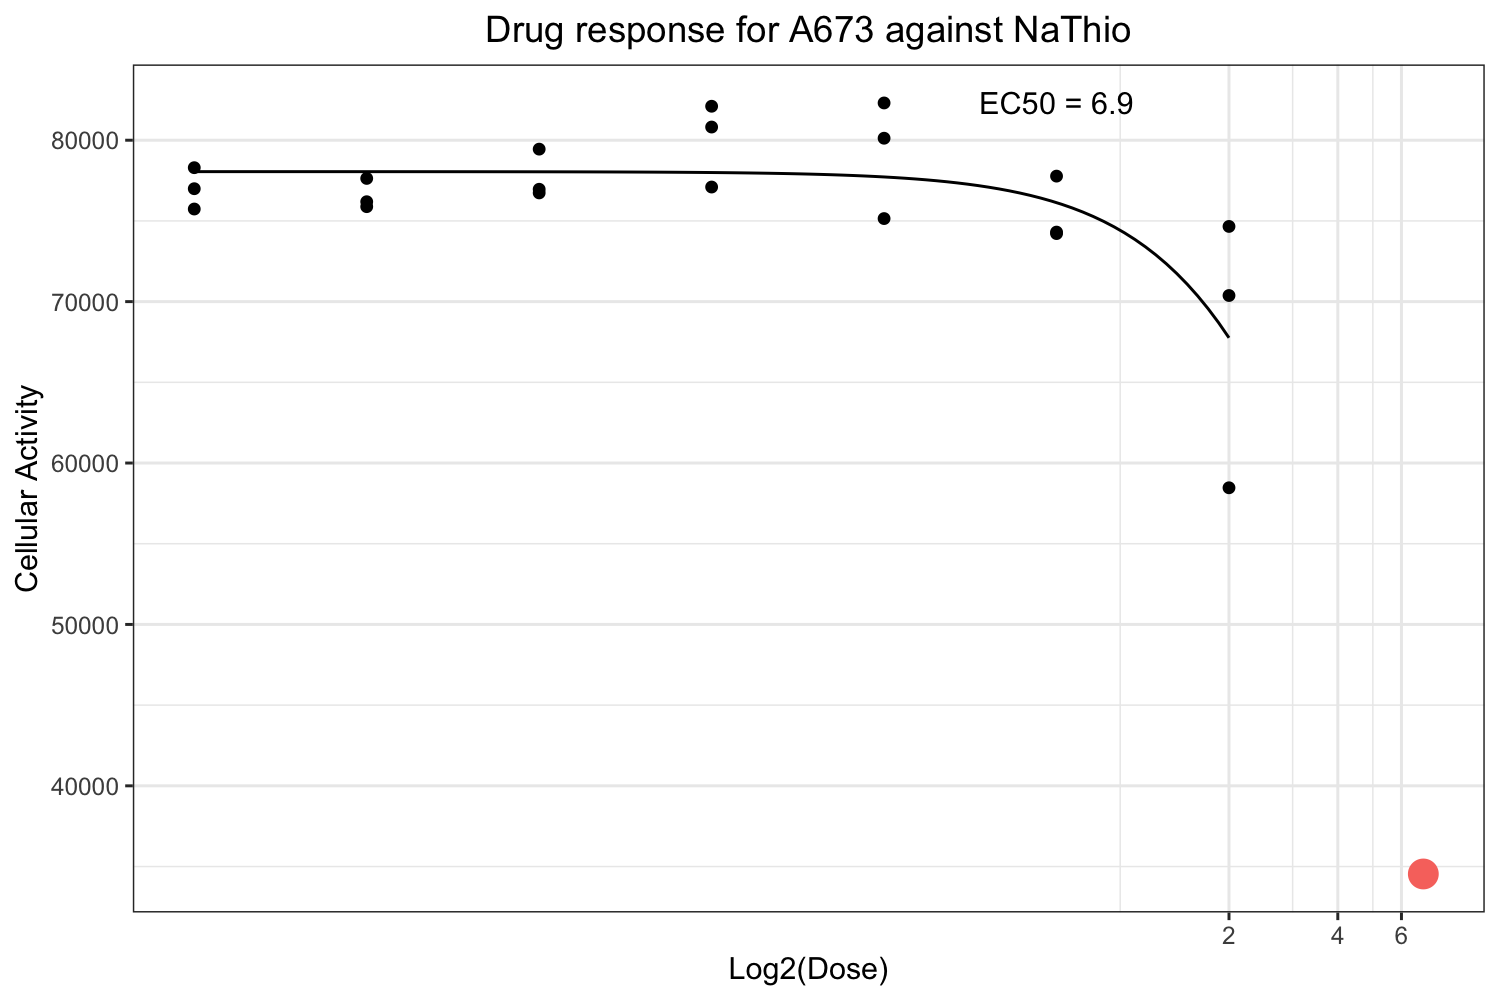 Drug response for A673 against NaThio
EC50 = 6.9
80000
70000
60000
50000
40000
Cellular Activity
2 4 6
Log2(Dose)